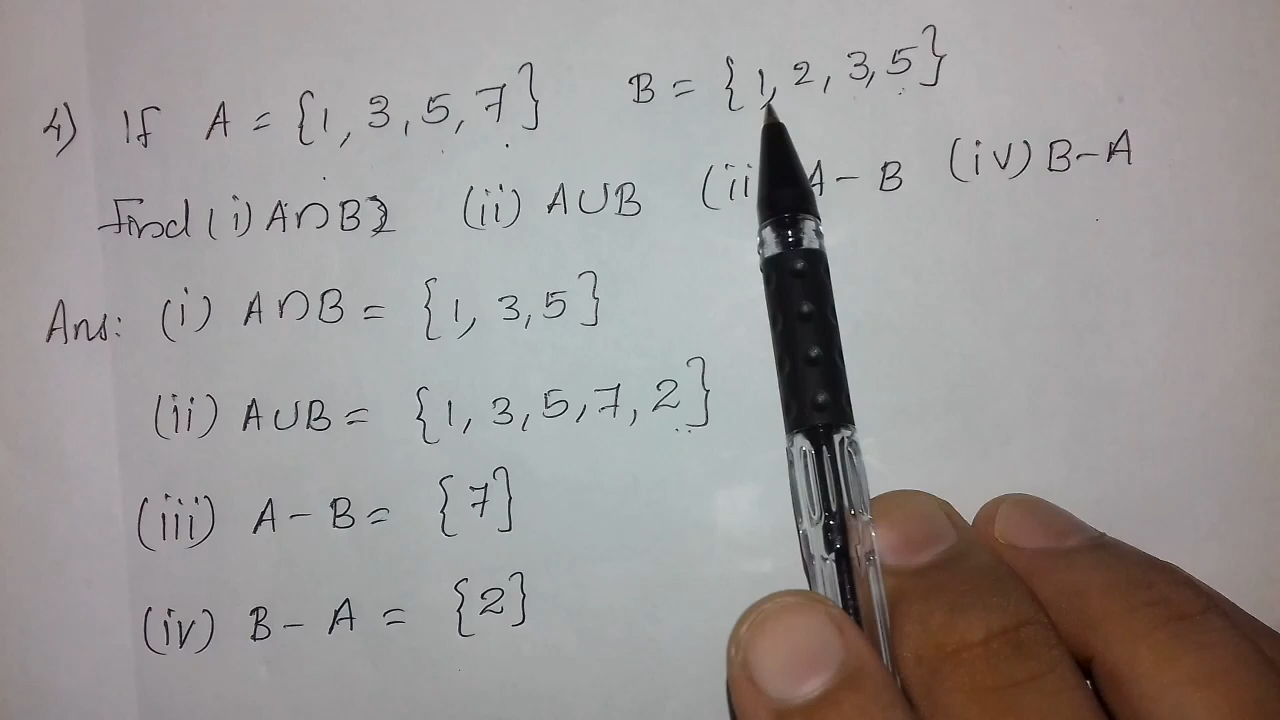 4) If A = {1, 3, 5, 7} B = {1, 2, 3, 5}
Find (i) A∩B (ii) A∪B (iii) A - B (iv) B-A
Ans: (i) A∩B = {1, 3, 5}
(ii) A∪B = {1, 3, 5, 7, 2}
(iii) A - B = {7}
(iv) B - A = {2}